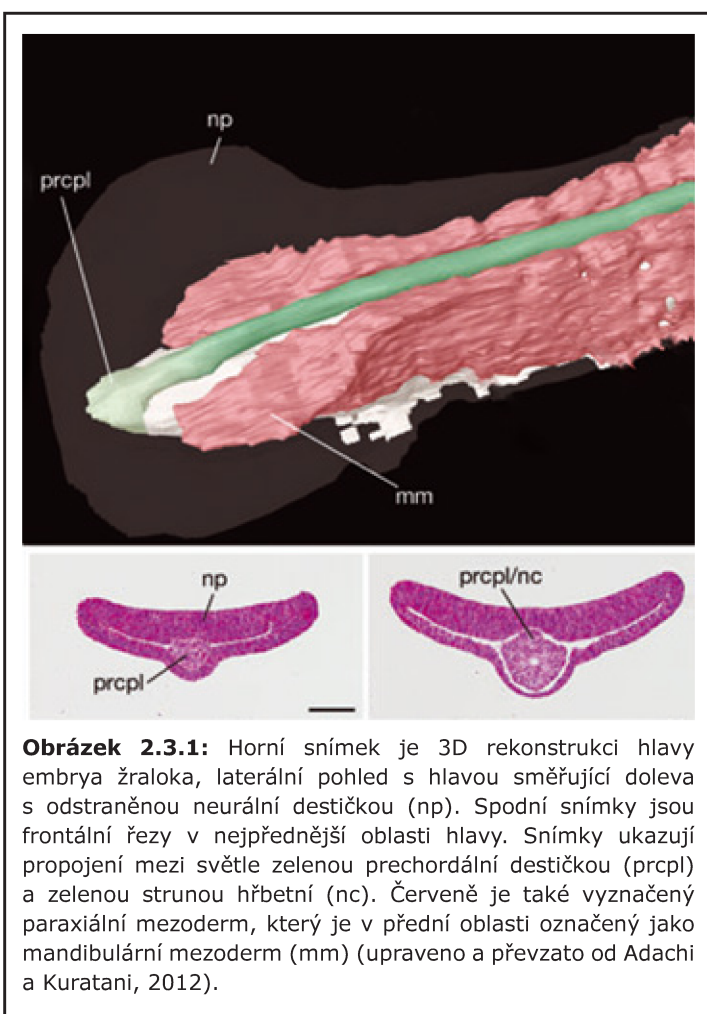 np
prcpl
mm
np
prcpl
prcpl/nc
Obrázek 2.3.1: Horní snímek je 3D rekonstrukci hlavy
embrya žraloka, laterální pohled s hlavou směřující doleva
s odstraněnou neurální destičkou (np). Spodní snímky jsou
frontální řezy v nejpřednější oblasti hlavy. Snímky ukazují
propojení mezi světle zelenou prechordální destičkou (prcpl)
a zelenou strunou hřbetní (nc). Červeně je také vyznačený
paraxiální mezoderm, který je v přední oblasti označený jako
mandibulární mezoderm (mm) (upraveno a převzato od Adachi
a Kuratani, 2012).